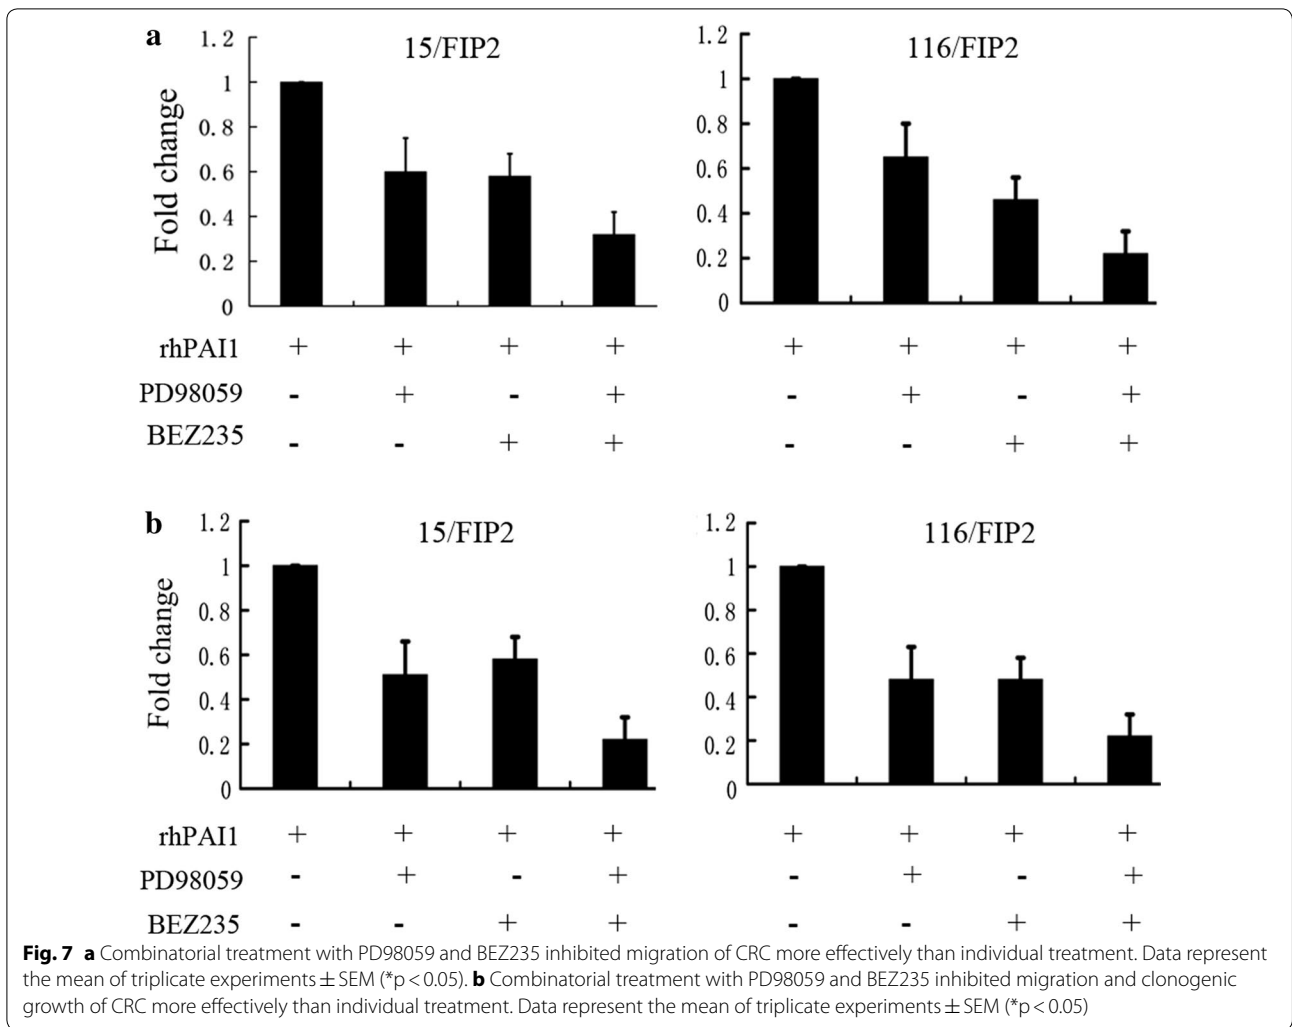 a
15/FIP2
116/FIP2
Fold change
1.2
1
0.8
0.6
0.4
0.2
0
1.2
1
0.8
0.6
0.4
0.2
0
rhPAI1 + + + + + + + +
PD98059 - + - + - + - +
BEZ235 - - + + - - + +
b
15/FIP2
116/FIP2
Fold change
1.2
1
0.8
0.6
0.4
0.2
0
1.2
1
0.8
0.6
0.4
0.2
0
rhPAI1 + + + + + + + +
PD98059 - + - + - + - +
BEZ235 - - + + - - + +
Fig. 7 a Combinatorial treatment with PD98059 and BEZ235 inhibited migration of CRC more effectively than individual treatment. Data represent
the mean of triplicate experiments ± SEM (*p < 0.05). b Combinatorial treatment with PD98059 and BEZ235 inhibited migration and clonogenic
growth of CRC more effectively than individual treatment. Data represent the mean of triplicate experiments ± SEM (*p < 0.05)